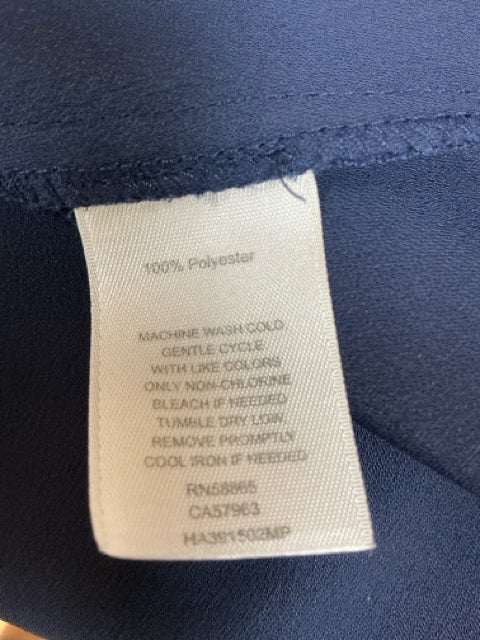 100% Polyester
MACHINE WASH COLD
GENTLE CYCLE
WITH LIKE COLORS
ONLY NON-CHLORINE
BLEACH IF NEEDED
TUMBLE DRY LOW
REMOVE PROMPTLY
COOL IRON IF NEEDED
RN58865
CA57963
HA391502MP